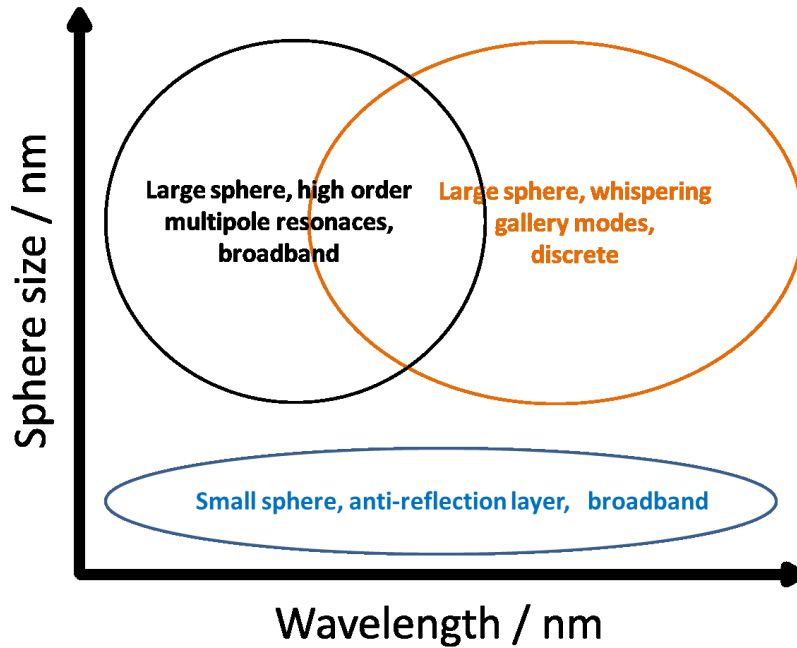 Sphere size / nm
Large sphere, high order
multipole resonaces,
broadband
Large sphere, whispering
gallery modes,
discrete
Small sphere, anti-reflection layer, broadband
Wavelength / nm